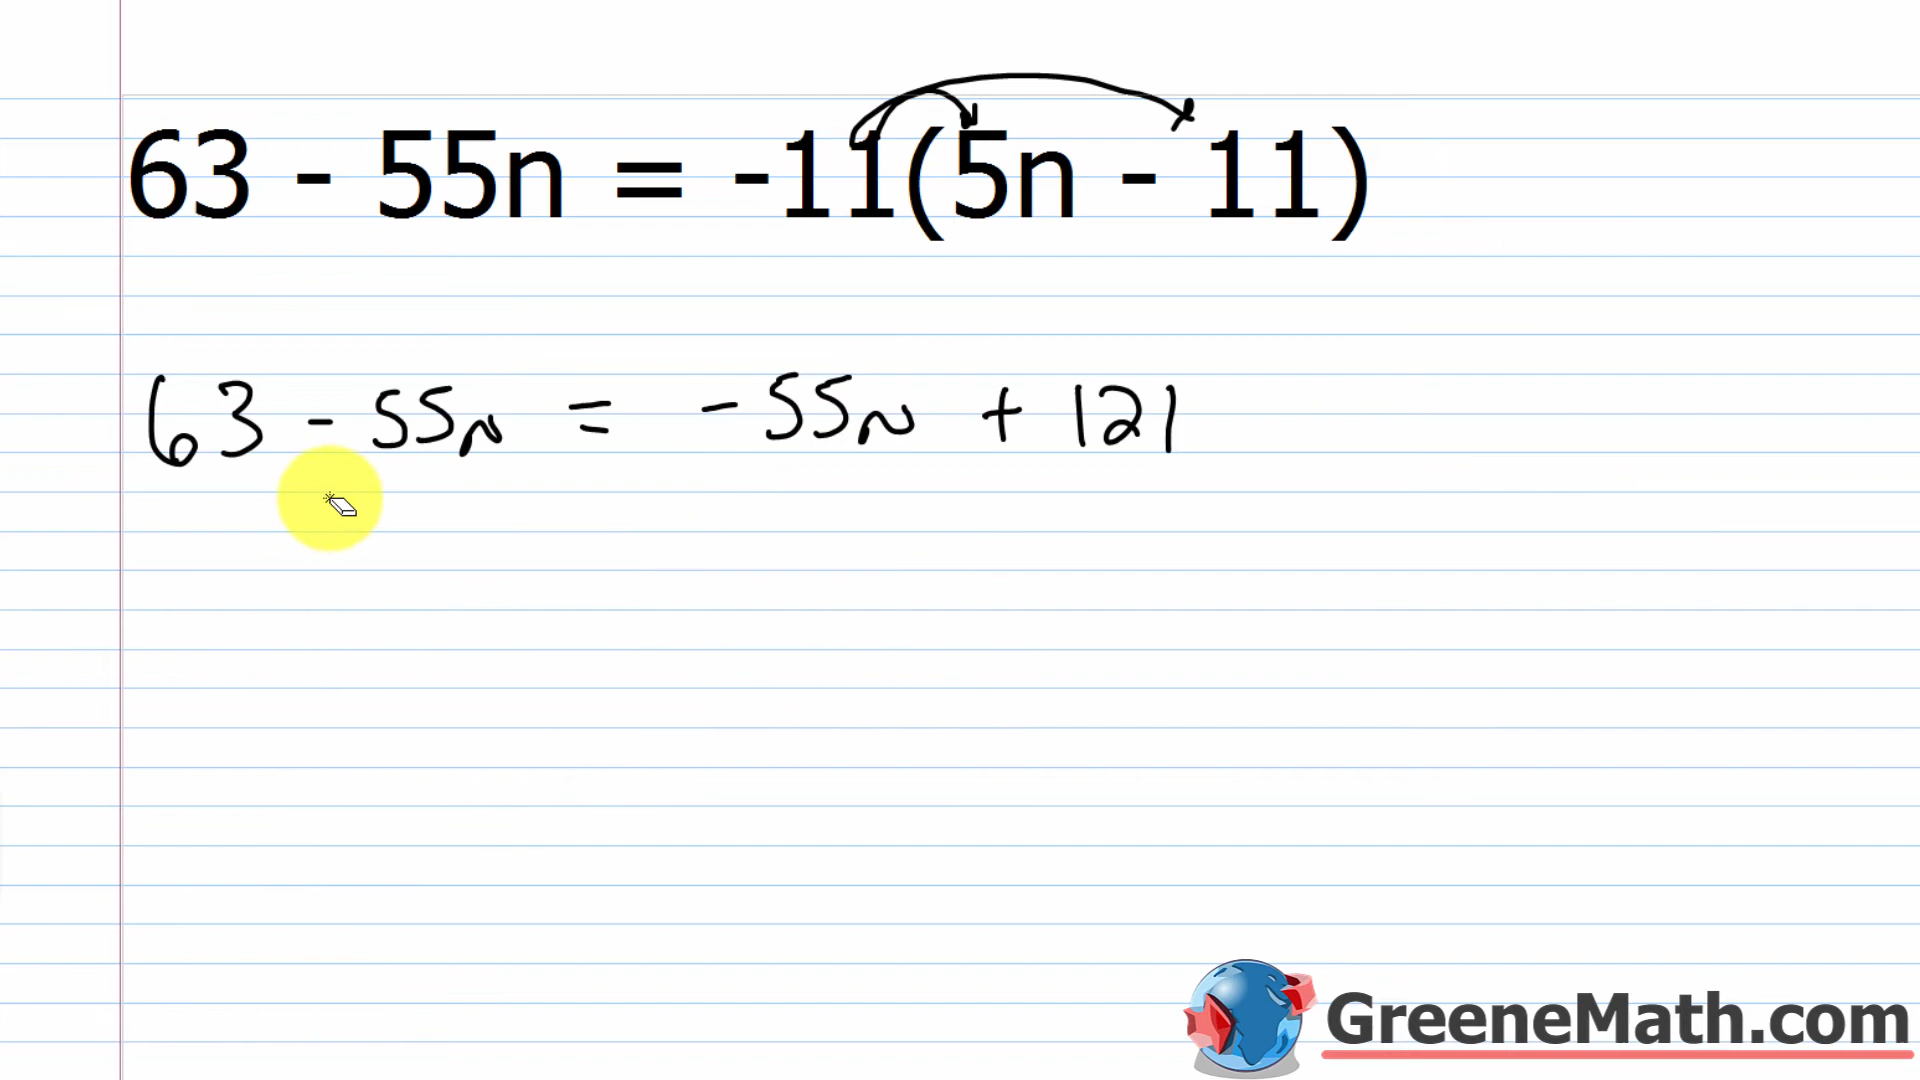 63 - 55n = -11(5n - 11)
63 - 55n = -55n + 121
GreeneMath.com